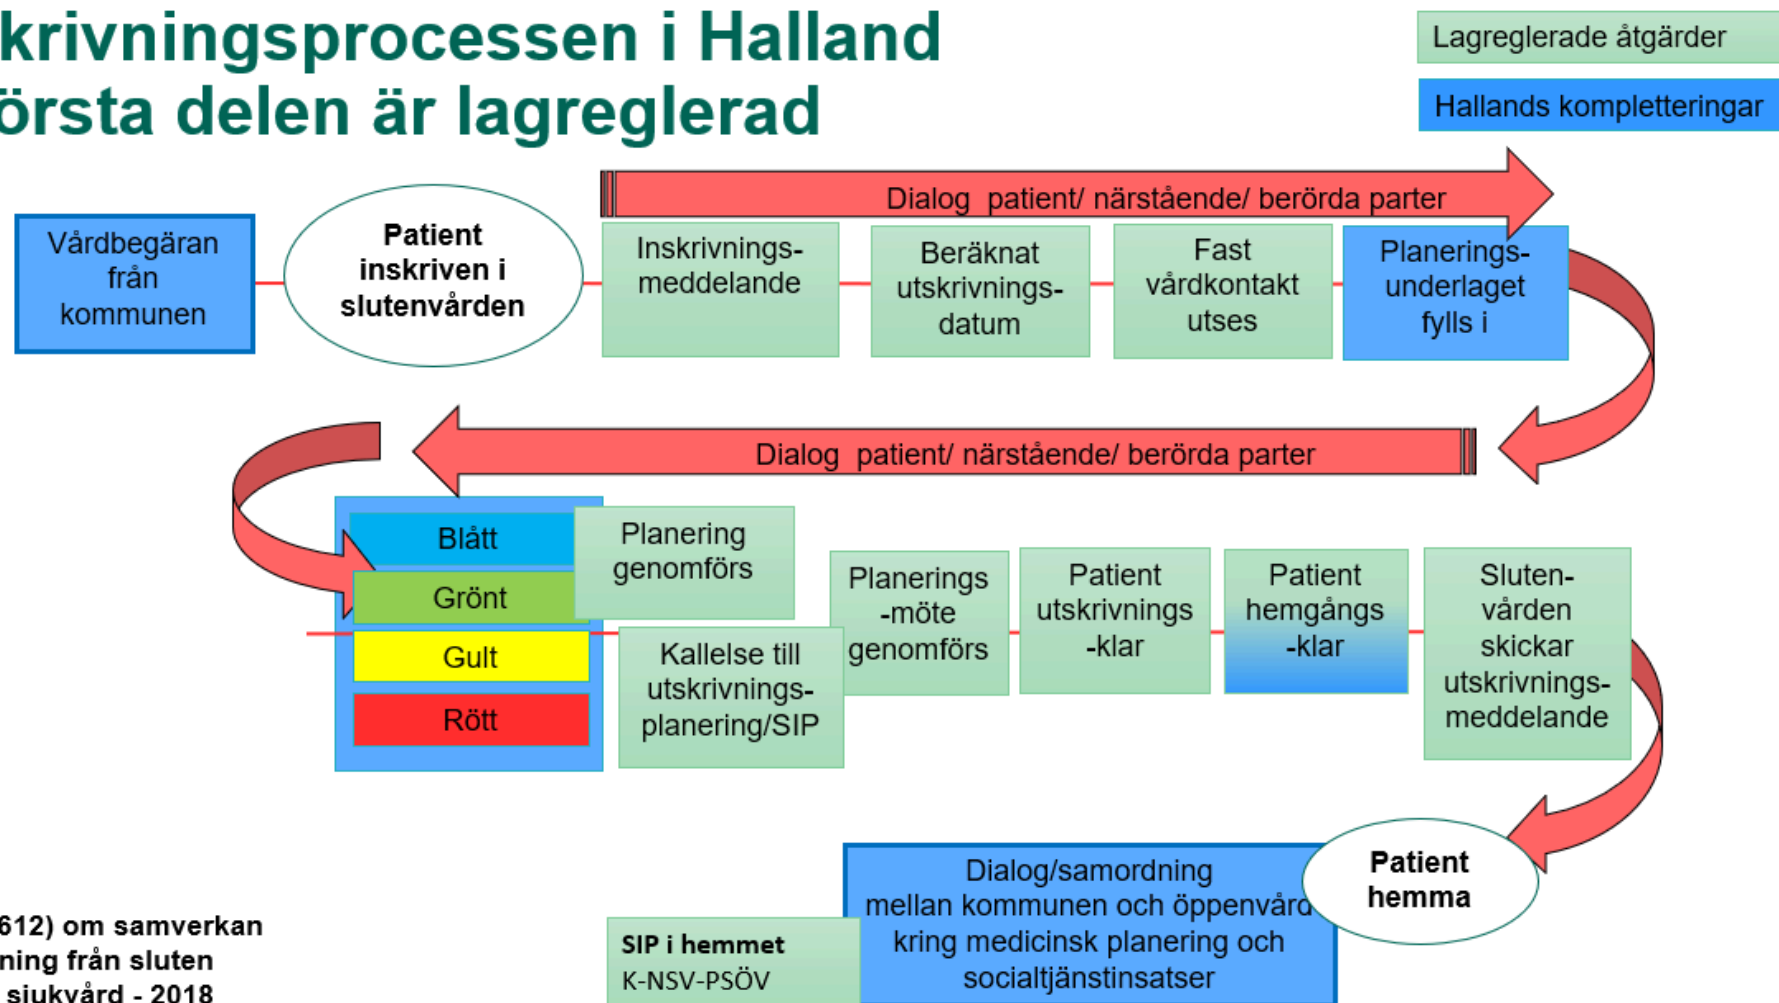 krivningsprocessen i Halland
örsta delen är lagreglerad
Lagreglerade åtgärder
Hallands kompletteringar
Dialog patient/ närstående/ berörda parter
Vårdbegäran
från
kommunen
Patient
inskriven i
slutenvården
Inskrivnings-
meddelande
Beräknat
utskrivnings-
datum
Fast
vårdkontakt
utses
Planerings-
underlaget
fylls i
Dialog patient/ närstående/ berörda parter
Blått
Grönt
Gult
Rött
Planering
genomförs
Kallelse till
utskrivnings-
planering/SIP
Planerings
-möte
genomförs
Patient
utskrivnings
-klar
Patient
hemgångs
-klar
Sluten-
vården
skickar
utskrivnings-
meddelande
Patient
hemma
Dialog/samordning
mellan kommunen och öppenvård
kring medicinsk planering och
socialtjänstinsatser
SIP i hemmet
K-NSV-PSÖV
612) om samverkan
ning från sluten
sjukvård - 2018